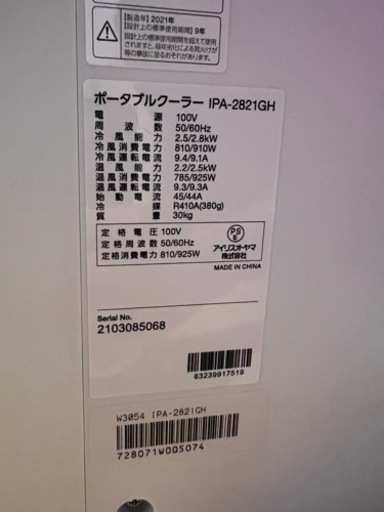 【製造年】2021年
【設計上の標準使用期間】9年
設計上の標準使用期間を超えて使用
されますと、経年劣化による発火けが
等の事故に至るおそれがあります。
ポータブルクーラー IPA-2821GH
電源 100V
周波数 50/60Hz
冷風能力 2.5/2.8kW
冷風消費電力 810/910W
冷風運転電流 9.4/9.1A
温風能力 2.2/2.5kW
温風消費電力 785/925W
温風運転電流 9.3/9.3A
始動電流 45/44A
冷媒 R410A(380g)
質量 30kg
定格電圧 100V
定格周波数 50/60Hz
定格消費電力 810/925W
PS
E
アイリスオーヤマ
株式会社
MADE IN CHINA
Serial No.
2103085068
63239917519
W3054 IPA-2821GH
728071W005074